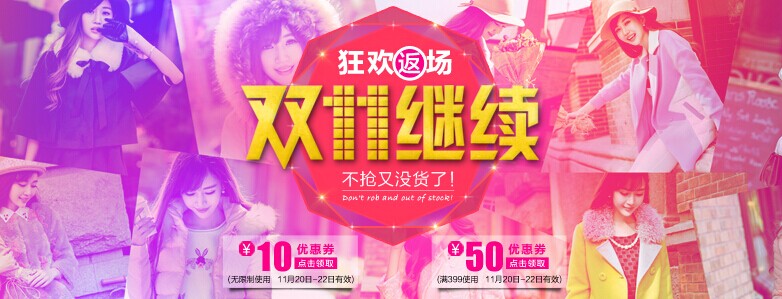 狂欢返场
双11继续
不抢又没货了!
Don't rob and out of stock!
¥10 优惠券
点击领取
(无限制使用 11月20日-22日有效)
¥50 优惠券
点击领取
(满399使用 11月20日-22日有效)